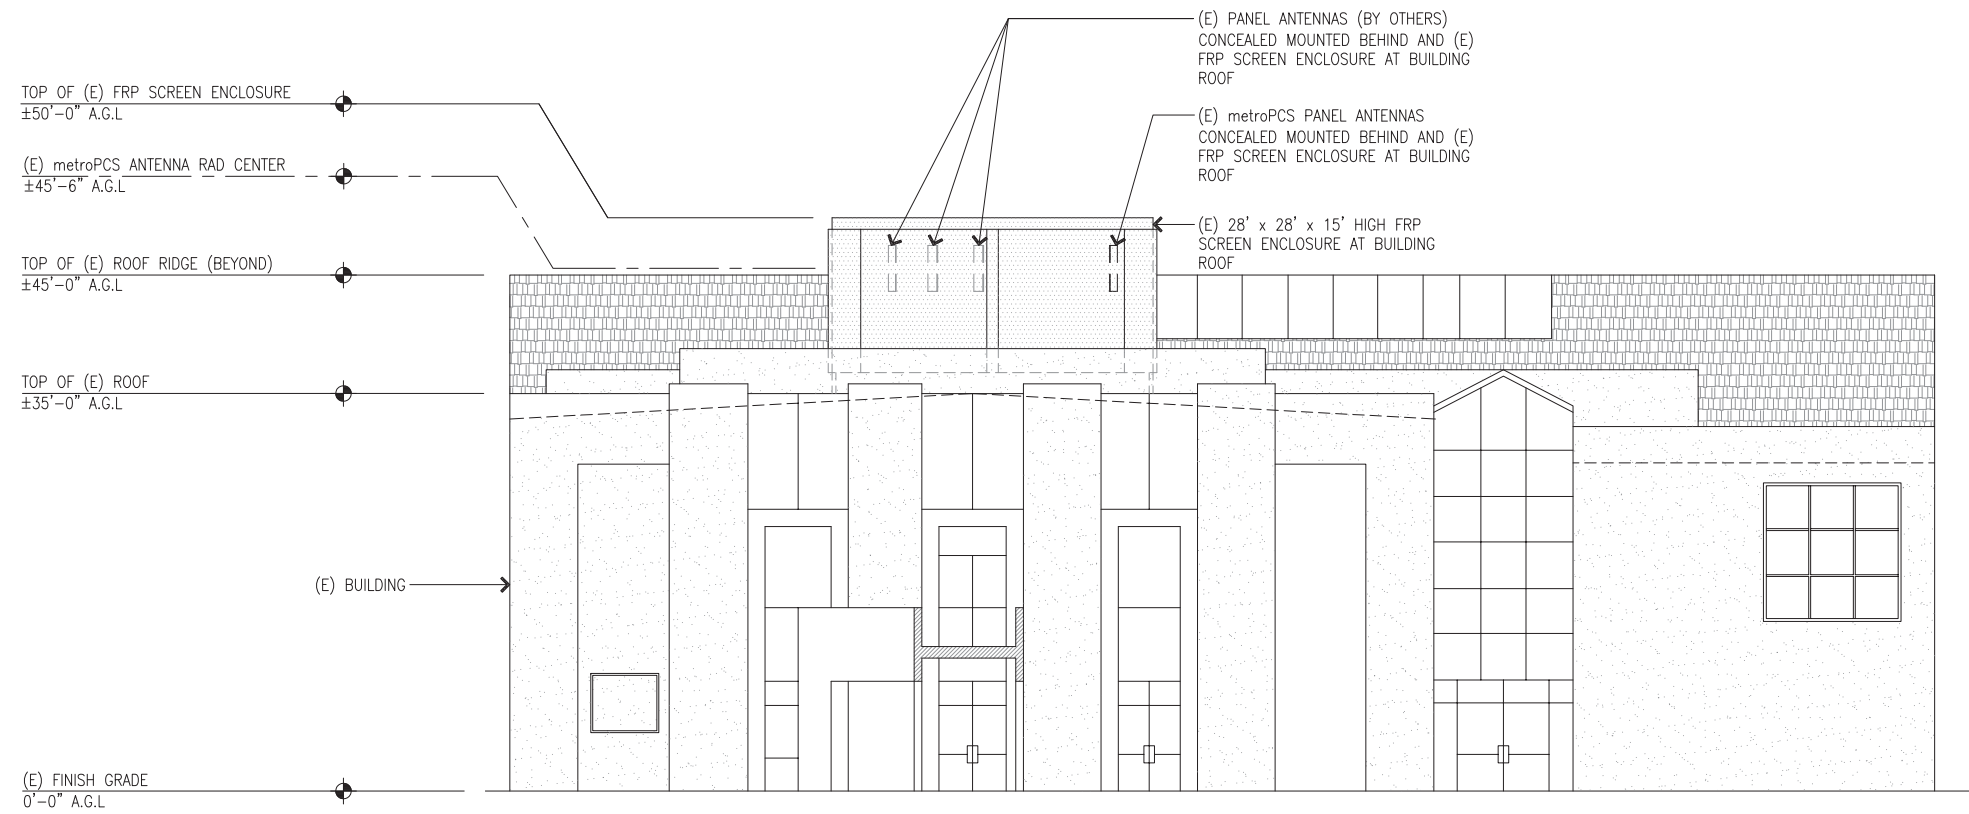 (E) PANEL ANTENNAS (BY OTHERS)
CONCEALED MOUNTED BEHIND AND (E)
FRP SCREEN ENCLOSURE AT BUILDING
ROOF
TOP OF (E) FRP SCREEN ENCLOSURE
±50'-0" A.G.L
(E) metroPCS PANEL ANTENNAS
CONCEALED MOUNTED BEHIND AND (E)
FRP SCREEN ENCLOSURE AT BUILDING
ROOF
(E) metroPCS ANTENNA RAD CENTER
±45'-6" A.G.L
(E) 28' x 28' x 15' HIGH FRP
SCREEN ENCLOSURE AT BUILDING
ROOF
TOP OF (E) ROOF RIDGE (BEYOND)
±45'-0" A.G.L
TOP OF (E) ROOF
±35'-0" A.G.L
(E) BUILDING
(E) FINISH GRADE
0'-0" A.G.L